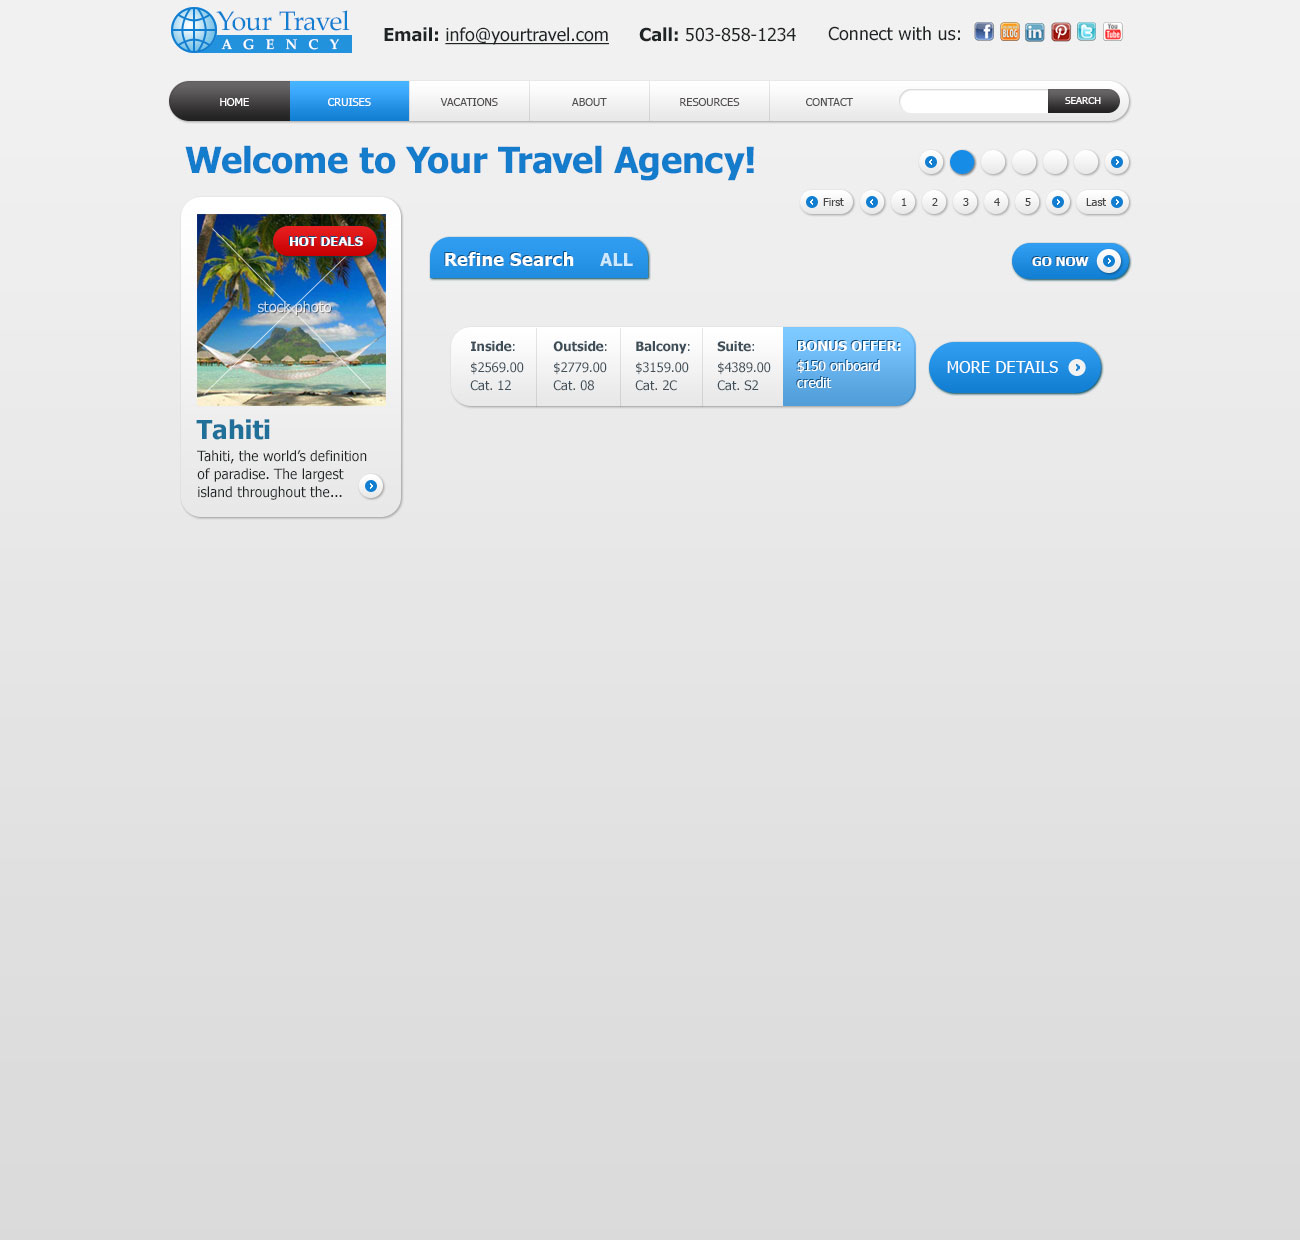 Your Travel
AGENCY
Email: info@yourtravel.com
Call: 503-858-1234
Connect with us:
BLOG
in
You
Tube
HOME
CRUISES
VACATIONS
ABOUT
RESOURCES
CONTACT
SEARCH
Welcome to Your Travel Agency!
First
1
2
3
4
5
Last
HOT DEALS
stock photo
Tahiti
Tahiti, the world’s definition
of paradise. The largest
island throughout the...
Refine Search ALL
GO NOW
Inside:
$2569.00
Cat. 12
Outside:
$2779.00
Cat. 08
Balcony:
$3159.00
Cat. 2C
Suite:
$4389.00
Cat. S2
BONUS OFFER:
$150 onboard
credit
MORE DETAILS